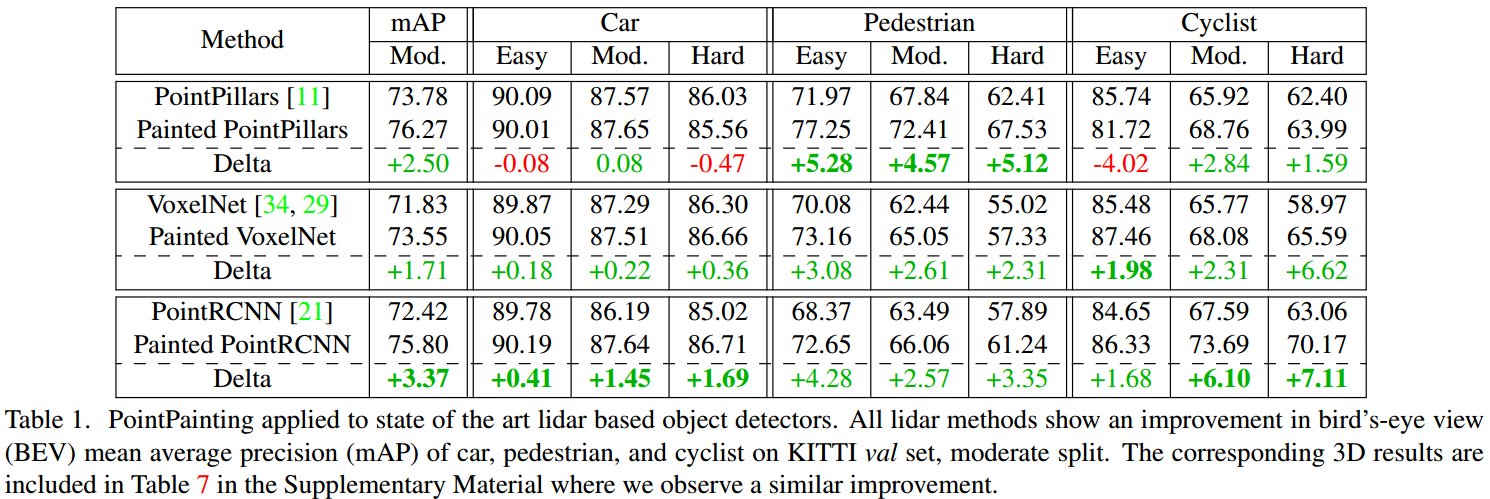 Method mAP Car Pedestrian Cyclist
Mod. Easy Mod. Hard Easy Mod. Hard Easy Mod. Hard
PointPillars [11] 73.78 90.09 87.57 86.03 71.97 67.84 62.41 85.74 65.92 62.40
Painted PointPillars 76.27 90.01 87.65 85.56 77.25 72.41 67.53 81.72 68.76 63.99
Delta +2.50 -0.08 0.08 -0.47 +5.28 +4.57 +5.12 -4.02 +2.84 +1.59
VoxelNet [34, 29] 71.83 89.87 87.29 86.30 70.08 62.44 55.02 85.48 65.77 58.97
Painted VoxelNet 73.55 90.05 87.51 86.66 73.16 65.05 57.33 87.46 68.08 65.59
Delta +1.71 +0.18 +0.22 +0.36 +3.08 +2.61 +2.31 +1.98 +2.31 +6.62
PointRCNN [21] 72.42 89.78 86.19 85.02 68.37 63.49 57.89 84.65 67.59 63.06
Painted PointRCNN 75.80 90.19 87.64 86.71 72.65 66.06 61.24 86.33 73.69 70.17
Delta +3.37 +0.41 +1.45 +1.69 +4.28 +2.57 +3.35 +1.68 +6.10 +7.11
Table 1. PointPainting applied to state of the art lidar based object detectors. All lidar methods show an improvement in bird's-eye view
(BEV) mean average precision (mAP) of car, pedestrian, and cyclist on KITTI val set, moderate split. The corresponding 3D results are
included in Table 7 in the Supplementary Material where we observe a similar improvement.